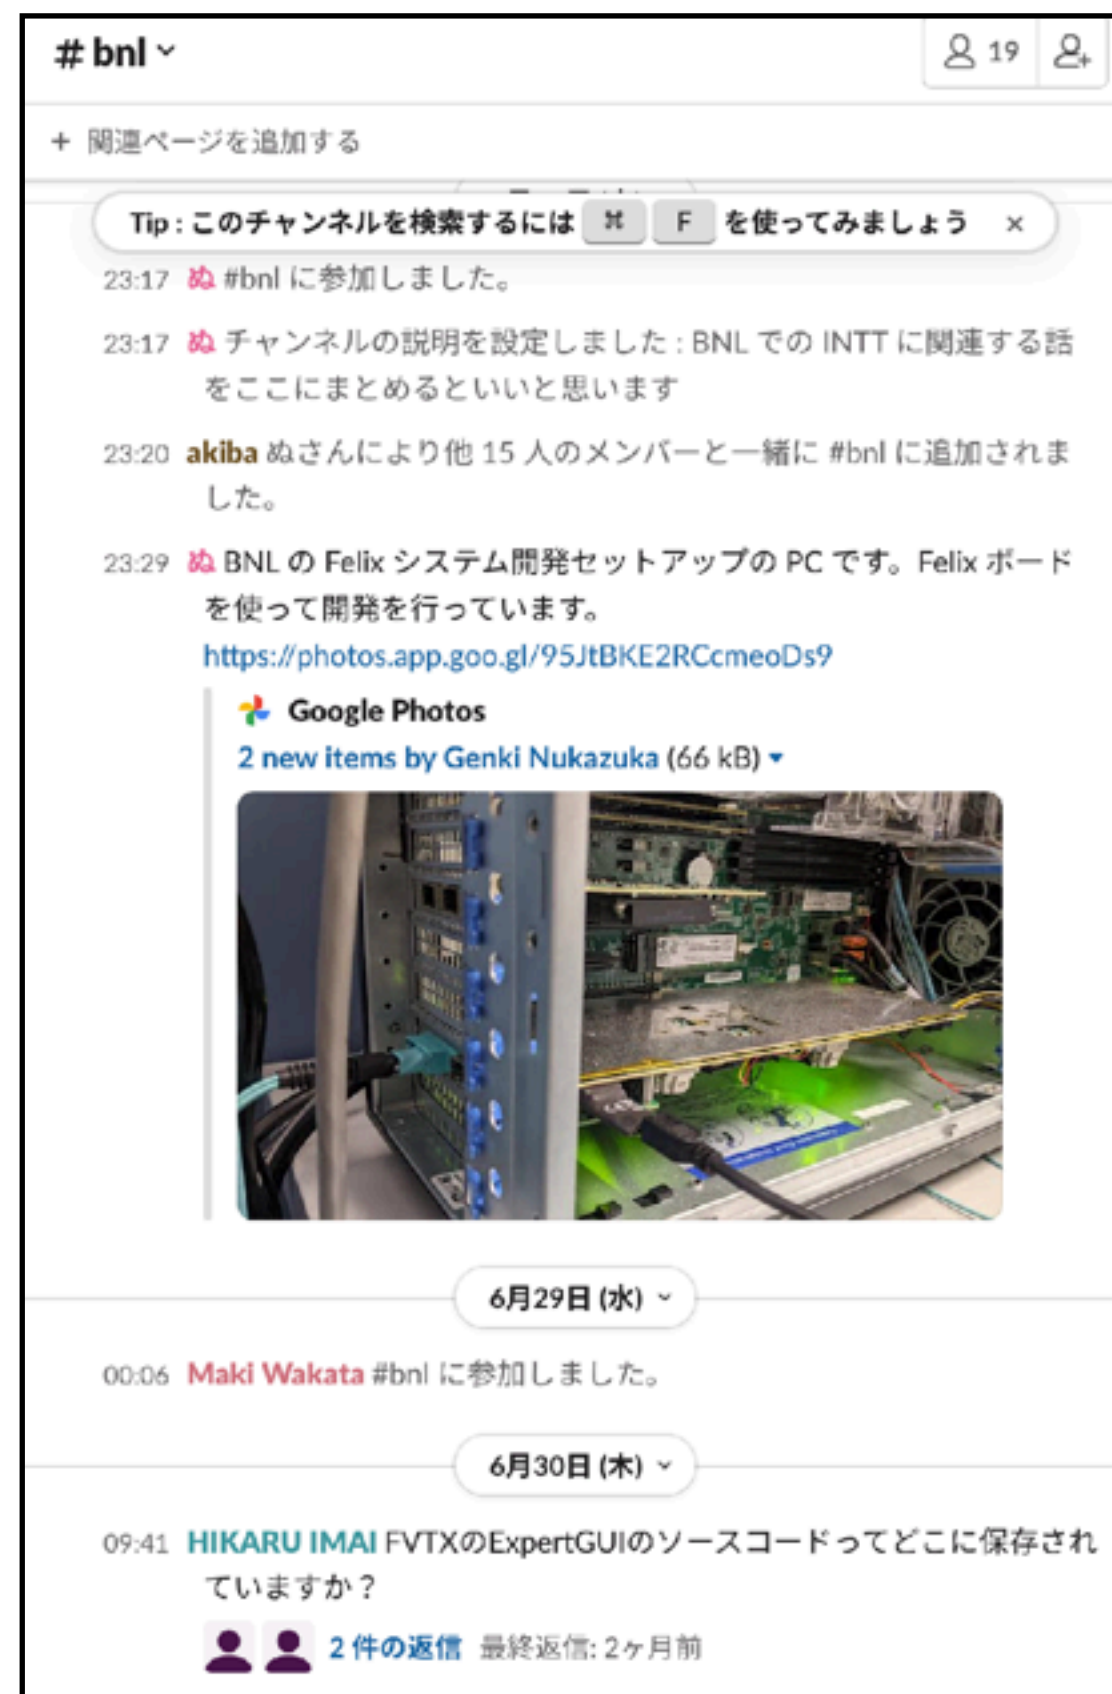 # bnl
19
+ 関連ページを追加する
Tip : このチャンネルを検索するには ⌘ F を使ってみましょう ×
23:17 ぬ #bnl に参加しました。
23:17 ぬ チャンネルの説明を設定しました : BNL での INTT に関連する話
をここにまとめるといいと思います
23:20 akiba ぬさんにより他 15 人のメンバーと一緒に #bnl に追加されま
した。
23:29 ぬ BNL の Felix システム開発セットアップの PC です。Felix ボード
を使って開発を行っています。
https://photos.app.goo.gl/95JtBKE2RCcmeoDs9
Google Photos
2 new items by Genki Nukazuka (66 kB)
6月29日 (水)
00:06 Maki Wakata #bnl に参加しました。
6月30日 (木)
09:41 HIKARU IMAI FVTXのExpertGUIのソースコードってどこに保存され
ていますか？
2 件の返信 最終返信: 2ヶ月前